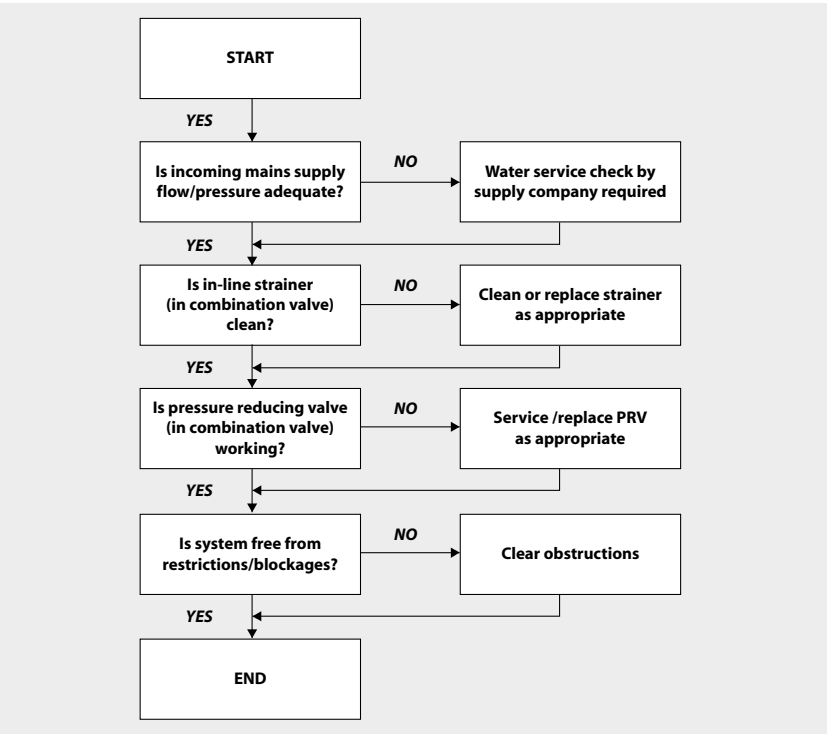 START
YES
Is incoming mains supply
flow/pressure adequate?
NO
Water service check by
supply company required
YES
Is in-line strainer
(in combination valve)
clean?
NO
Clean or replace strainer
as appropriate
YES
Is pressure reducing valve
(in combination valve)
working?
NO
Service /replace PRV
as appropriate
YES
Is system free from
restrictions/blockages?
NO
Clear obstructions
YES
END